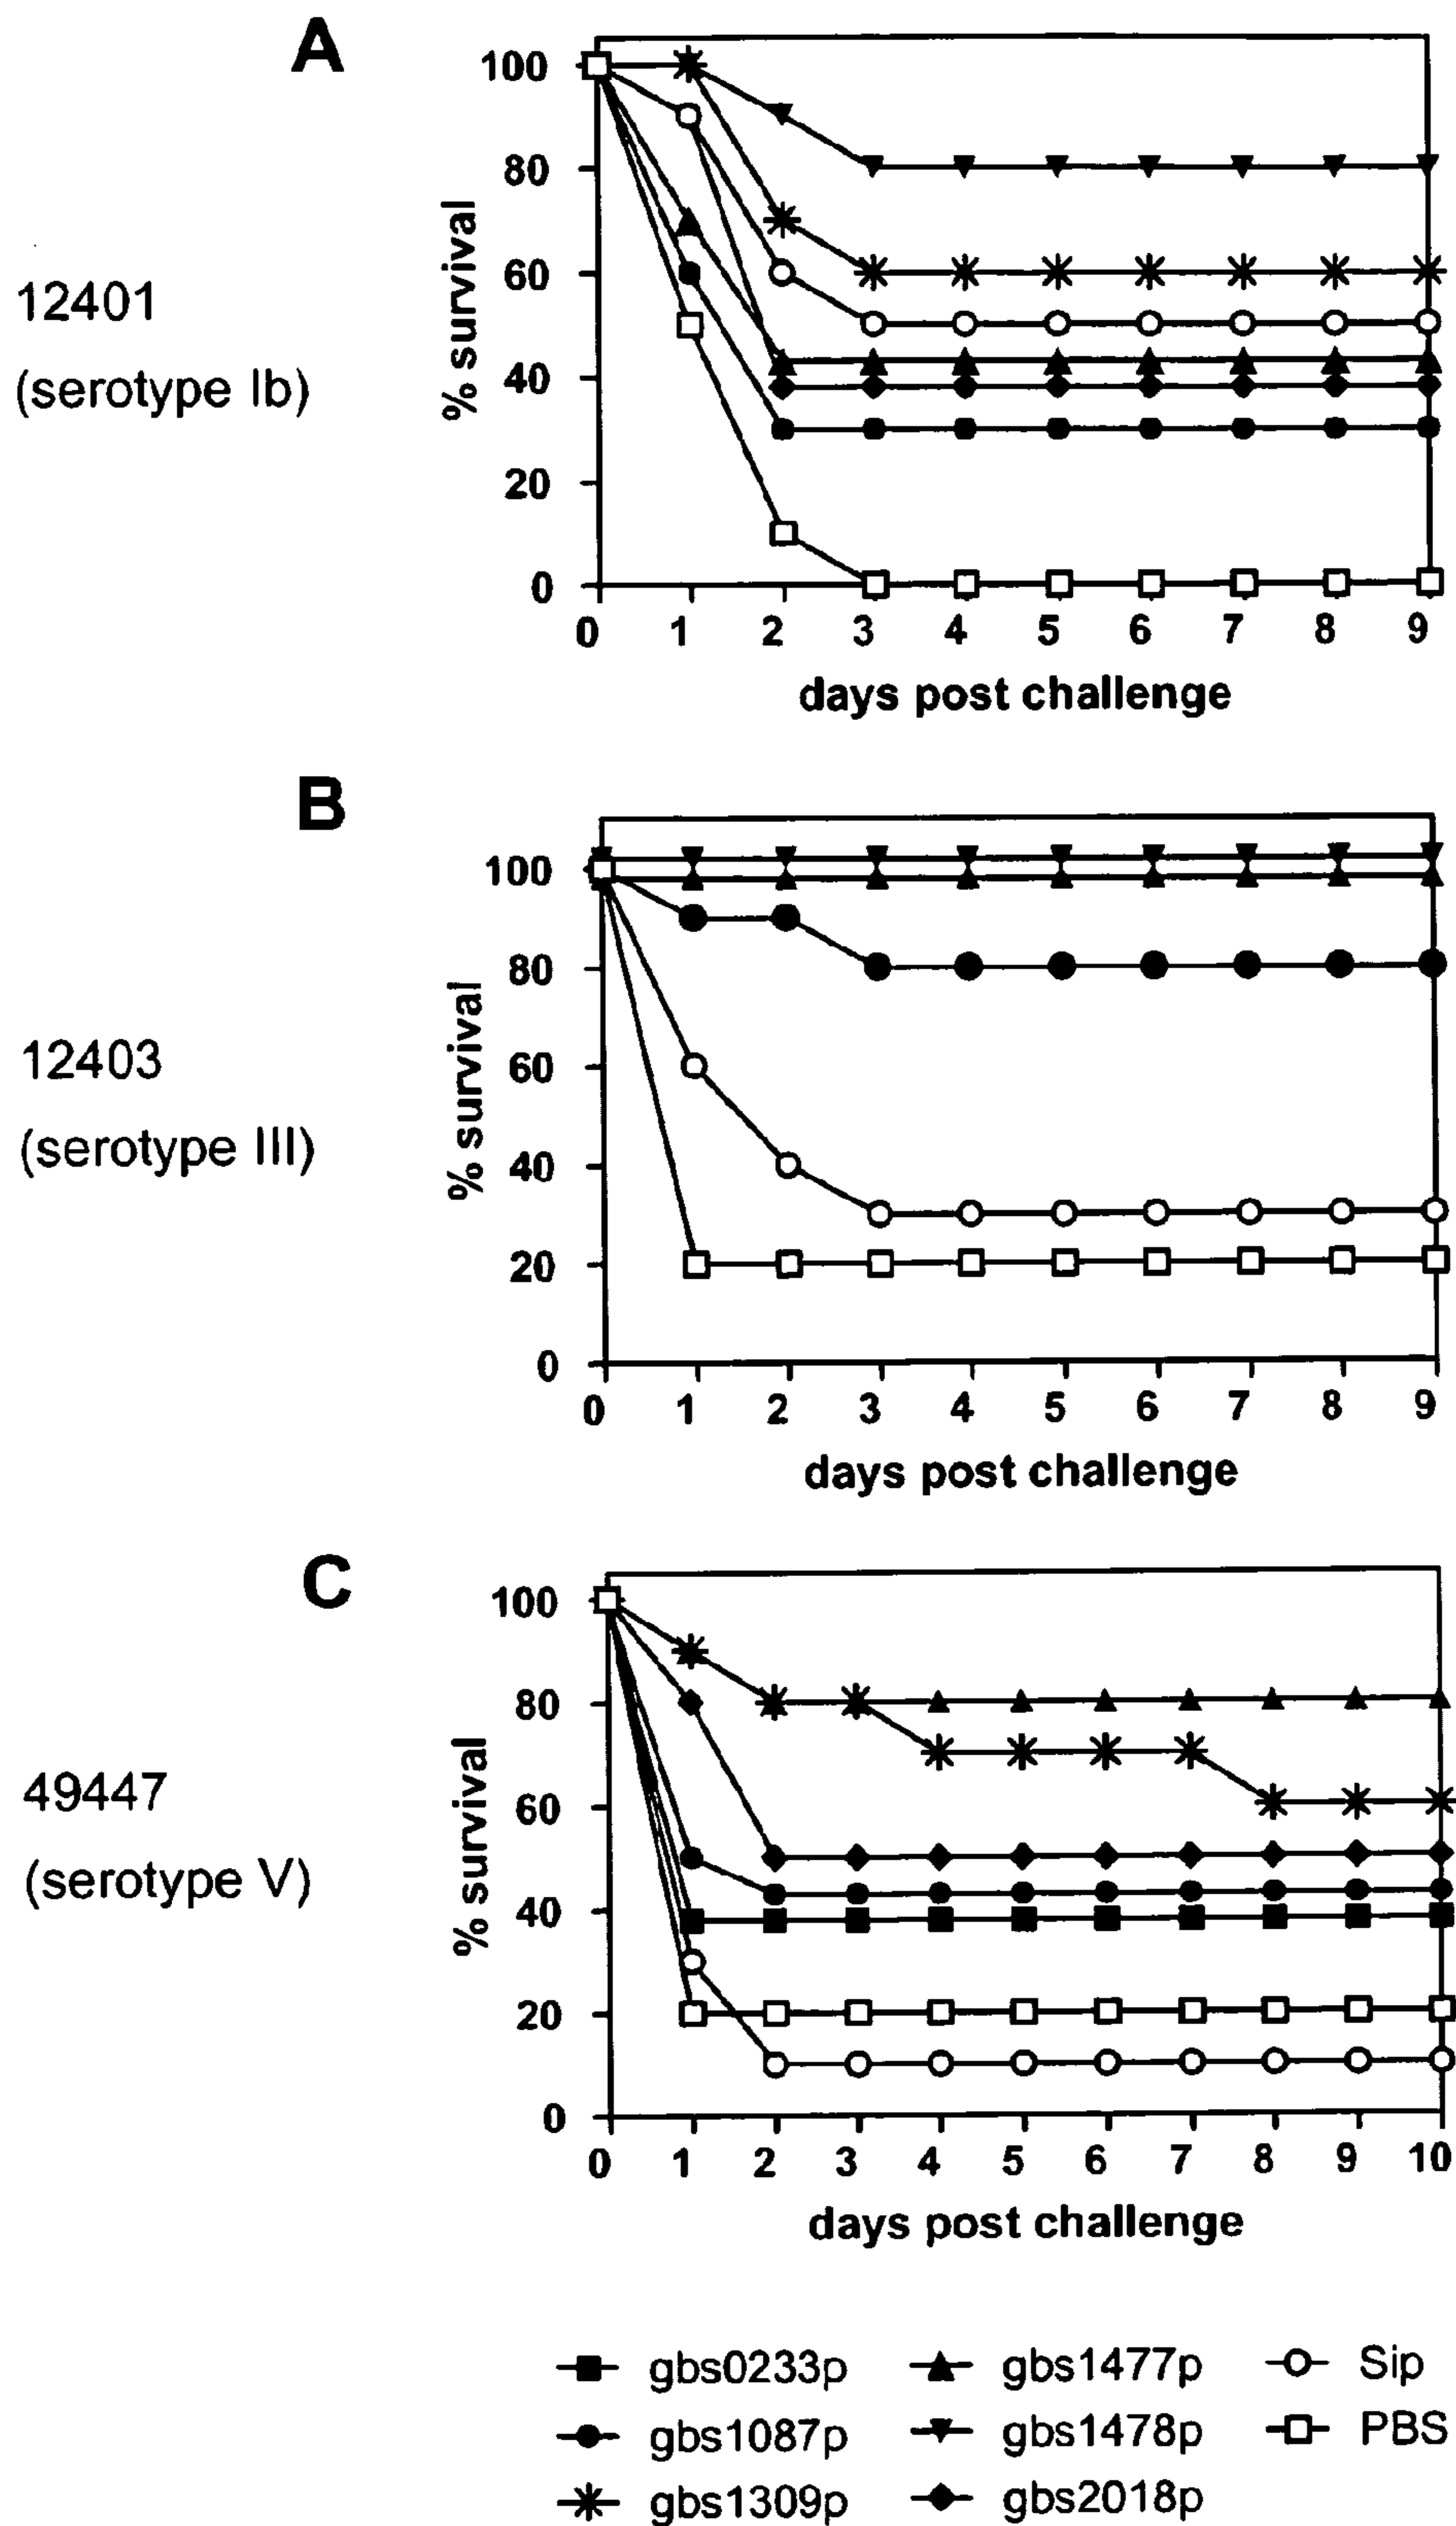 A
12401
(serotype Ib)
% survival
100
80
60
40
20
0
0 1 2 3 4 5 6 7 8 9
days post challenge
B
12403
(serotype III)
% survival
100
80
60
40
20
0
0 1 2 3 4 5 6 7 8 9
days post challenge
C
49447
(serotype V)
% survival
100
80
60
40
20
0
0 1 2 3 4 5 6 7 8 9 10
days post challenge
gbs0233p gbs1477p Sip
gbs1087p gbs1478p PBS
gbs1309p gbs2018p